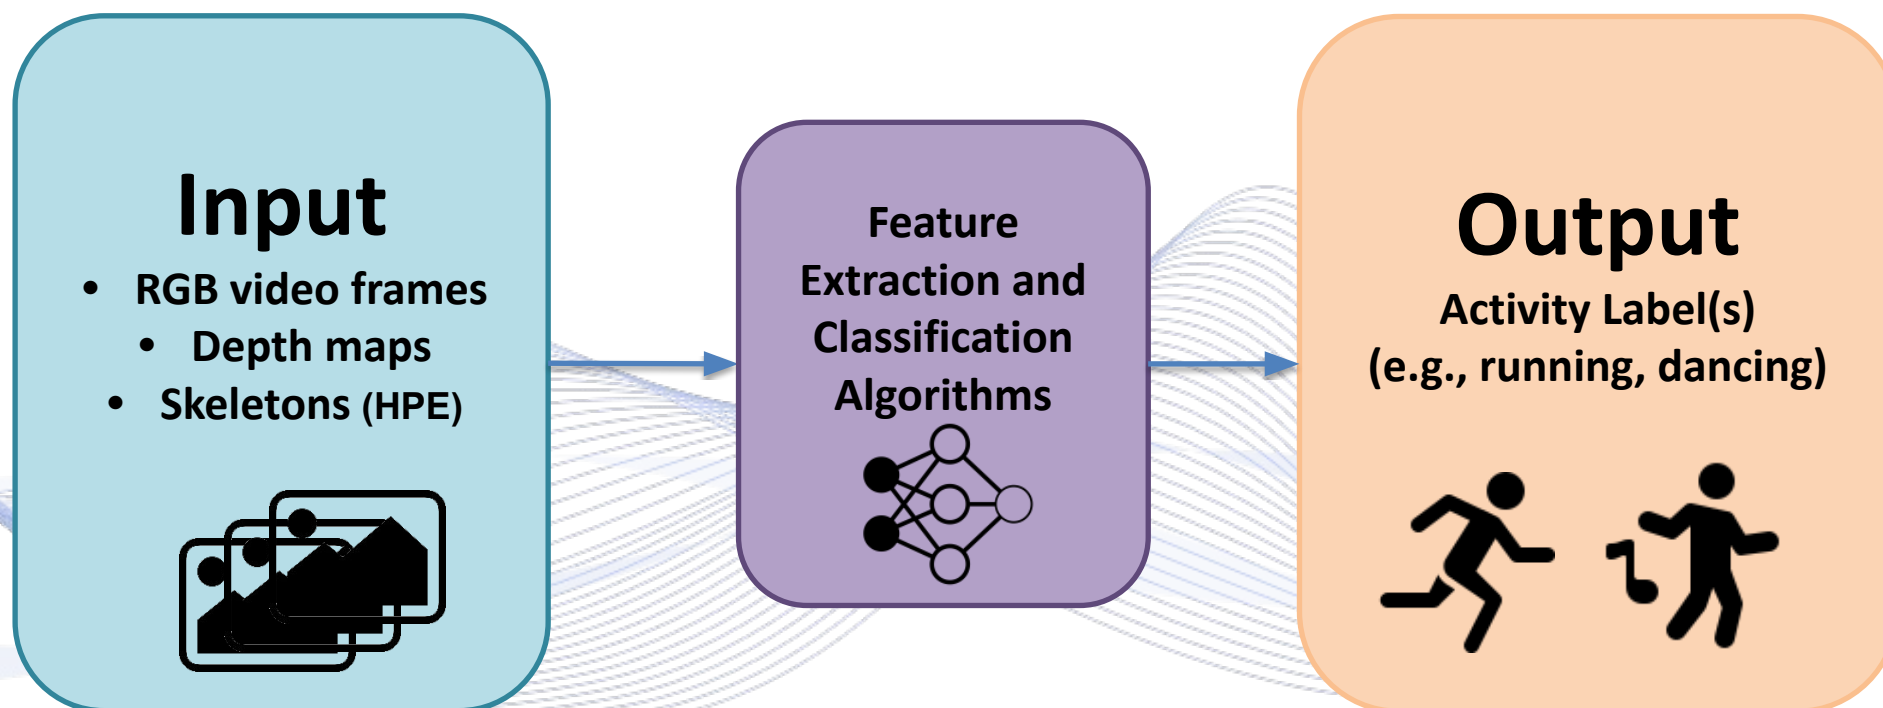 Input
• RGB video frames
• Depth maps
• Skeletons (HPE)
Feature
Extraction and
Classification
Algorithms
Output
Activity Label(s)
(e.g., running, dancing)